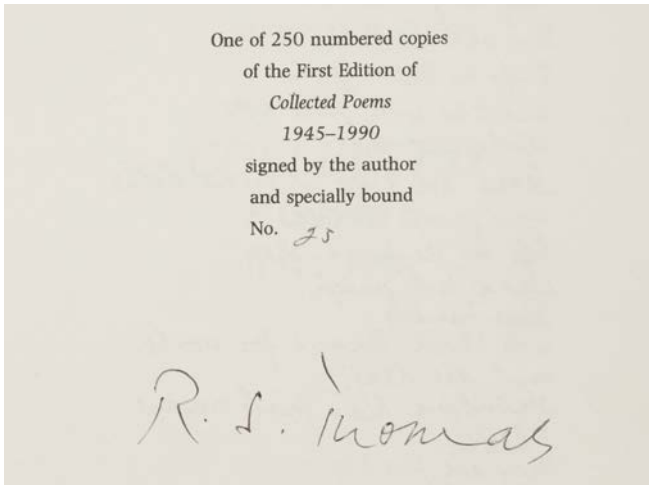 One of 250 numbered copies
of the First Edition of
Collected Poems
1945–1990
signed by the author
and specially bound
No. 25
R. S. Thomas